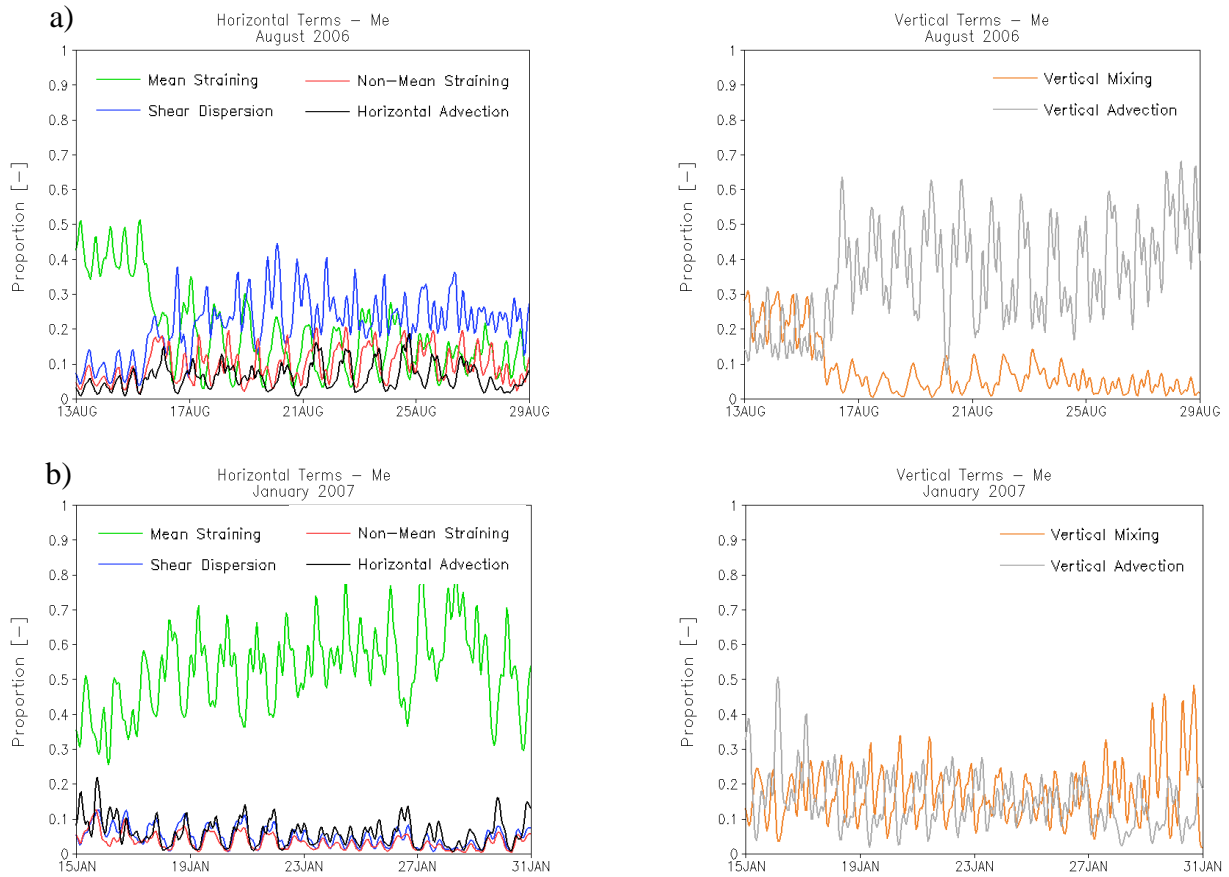 a)
Horizontal Terms - Me
August 2006
1
0.9
0.8
0.7
0.6
0.5
0.4
0.3
0.2
0.1
0
Proportion [-]
Mean Straining
Non-Mean Straining
Shear Dispersion
Horizontal Advection
13AUG
17AUG
21AUG
25AUG
29AUG
Vertical Terms - Me
August 2006
1
0.9
0.8
0.7
0.6
0.5
0.4
0.3
0.2
0.1
0
Proportion [-]
Vertical Mixing
Vertical Advection
13AUG
17AUG
21AUG
25AUG
29AUG
b)
Horizontal Terms - Me
January 2007
1
0.9
0.8
0.7
0.6
0.5
0.4
0.3
0.2
0.1
0
Proportion [-]
Mean Straining
Non-Mean Straining
Shear Dispersion
Horizontal Advection
15JAN
19JAN
23JAN
27JAN
31JAN
Vertical Terms - Me
January 2007
1
0.9
0.8
0.7
0.6
0.5
0.4
0.3
0.2
0.1
0
Proportion [-]
Vertical Mixing
Vertical Advection
15JAN
19JAN
23JAN
27JAN
31JAN